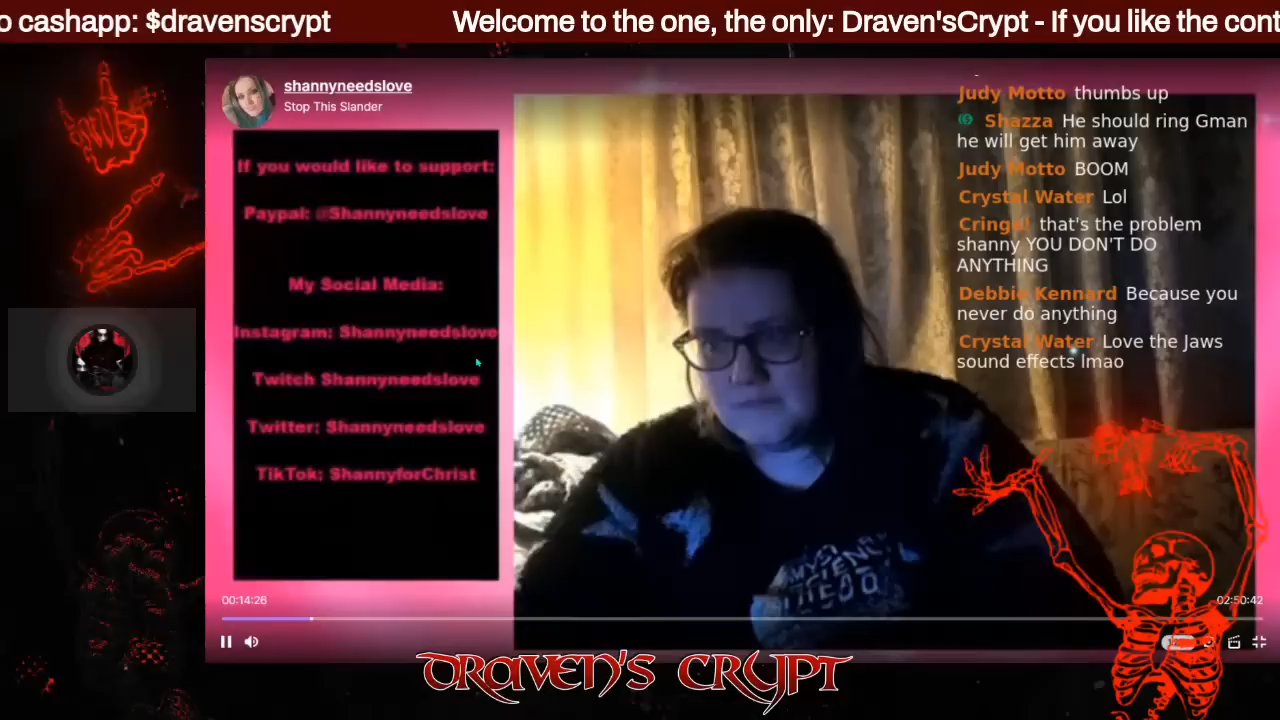 o cashapp: $dravenscrypt
Welcome to the one, the only: Draven'sCrypt - If you like the cont
shannyneedslove
Stop This Slander
If you would like to support:
Paypal: @Shannyneedslove
My Social Media:
Instagram: Shannyneedslove
Twitch Shannyneedslove
Twitter: Shannyneedslove
TikTok: ShannyforChrist
Judy Motto thumbs up
Shazza He should ring Gman
he will get him away
Judy Motto BOOM
Crystal Water Lol
Cringe! that's the problem
shanny YOU DON'T DO
ANYTHING
Debbie Kennard Because you
never do anything
Crystal Water Love the Jaws
sound effects lmao
00:14:26
02:50:42
DRAVEN'S CRYPT